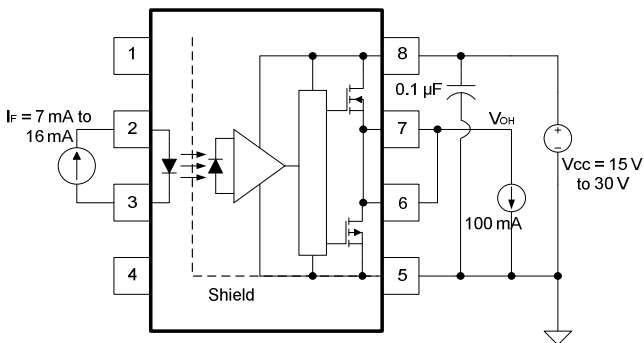 1
8
0.1 µF
IF = 7 mA to
16 mA
2
7
VOH
+
−
VCC = 15 V
to 30 V
3
6
100 mA
4
5
Shield